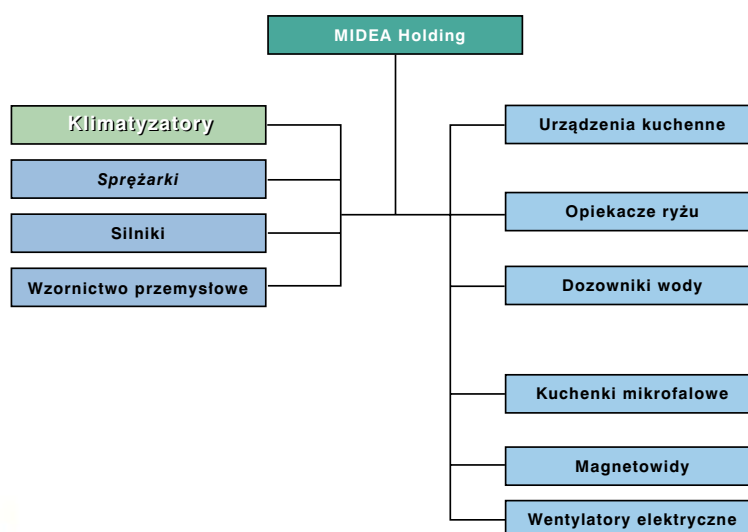 MIDEA Holding
Klimatyzatory
Sprężarki
Silniki
Wzornictwo przemysłowe
Urządzenia kuchenne
Opiekacze ryżu
Dozowniki wody
Kuchenki mikrofalowe
Magnetowidy
Wentylatory elektryczne